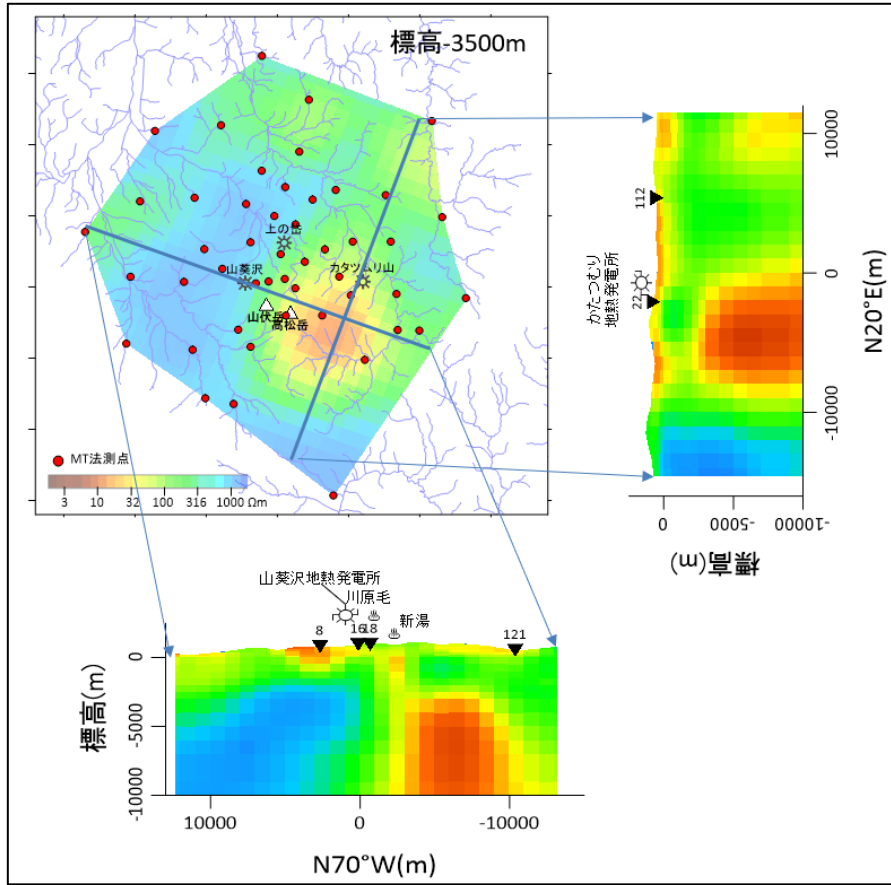 標高-3500m
上の岳
山葵沢
カタツムリ山
山伏岳
高松岳
MT法測点
3 10 32 100 316 1000 Ωm
10000
0
-10000
N20°E(m)
112
22
かたつむり
地熱発電所
0
-5000
-10000
標高(m)
山葵沢地熱発電所
川原毛
新湯
8
16
18
121
標高(m)
0
-5000
-10000
10000
0
-10000
N70°W(m)